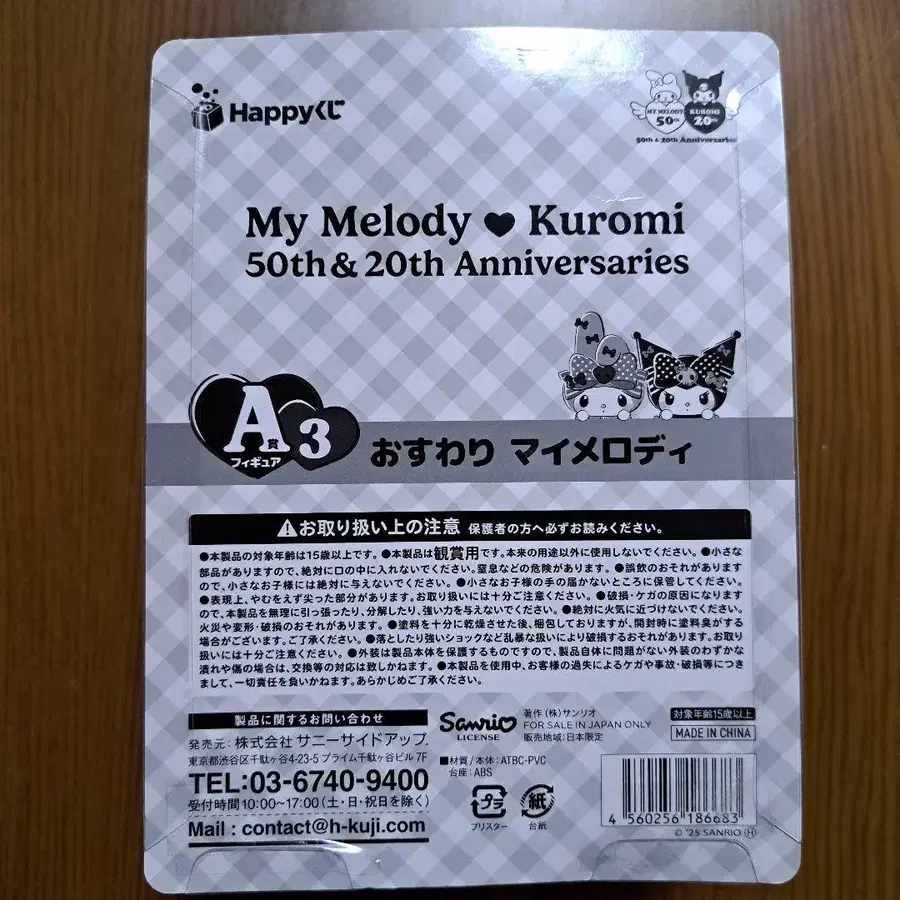 Happyくじ
MY MELODY 50th
KUROMI 20th
50th & 20th Anniversaries
My Melody ♥ Kuromi
50th & 20th Anniversaries
A賞 3
フィギュア
おすわり マイメロディ
⚠お取り扱い上の注意 保護者の方へ必ずお読みください。
●本製品の対象年齢は15歳以上です。●本製品は観賞用です。本来の用途以外に使用しないでください。●小さな
部品がありますので、絶対に口の中に入れないでください。窒息などの危険があります。●誤飲のおそれがあります
ので、小さなお子様には絶対に与えないでください。●小さなお子様の手の届かないところに保管してください。
●表現上、やむをえず尖った部分があります。お取り扱いには十分ご注意ください。●破損・ケガの原因になります
ので、本製品を無理に引っ張ったり、分解したり、強い力を与えないでください。●絶対に火気に近づけないでください。
火災や変形・破損のおそれがあります。●塗料を十分に乾燥させた後、梱包しておりますが、開封時に塗料臭がする
場合がございます。ご了承ください。●落としたり強いショックなど乱暴な扱いにより破損するおそれがあります。お取り
扱いには十分ご注意ください。●外装は製品本体を保護するものですので、製品自体に問題がない外装のわずかな
潰れや傷の場合は、交換等の対応は致しかねます。●本製品を使用中、お客様の過失によるケガや事故・破損等につき
まして、一切責任を負いかねます。あらかじめご了承ください。
製品に関するお問い合わせ
発売元：株式会社 サニーサイドアップ.
東京都渋谷区千駄ヶ谷4-23-5 プライム千駄ヶ谷ビル 7F
TEL:03-6740-9400
受付時間 10:00～17:00（土・日・祝日を除く）
Mail : contact@h-kuji.com
Sanrio
LICENSE
著作 （株）サンリオ
FOR SALE IN JAPAN ONLY
販売地域：日本限定
対象年齢15歳以上
MADE IN CHINA
■材質／本体：ATBC-PVC
台座：ABS
プラ
ブリスター
紙
台紙
4 560256 186683
© '25 SANRIO Ⓗ